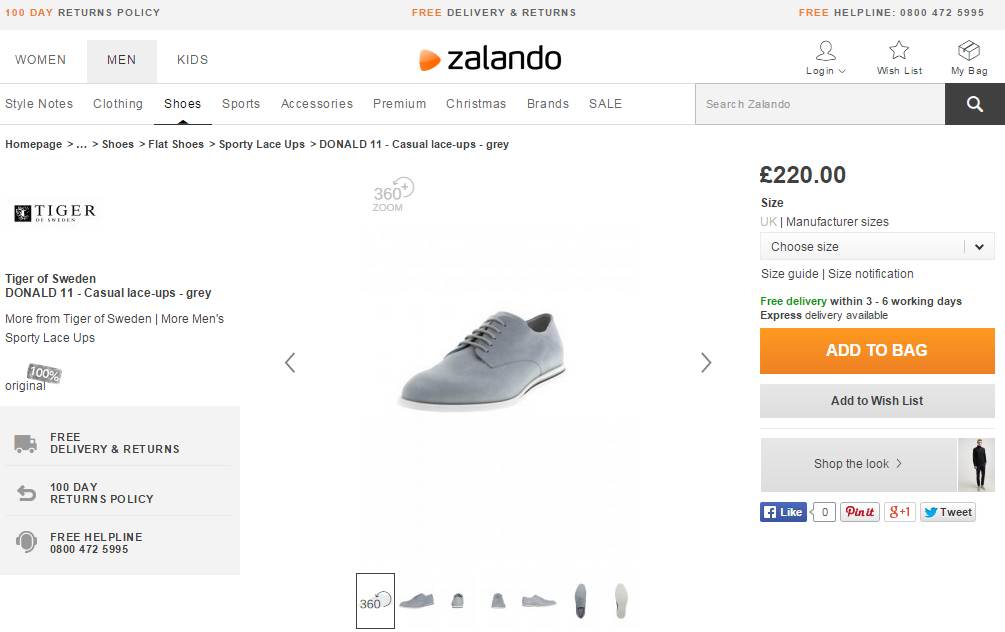 100 DAY RETURNS POLICY
FREE DELIVERY & RETURNS
FREE HELPLINE: 0800 472 5995
WOMEN
MEN
KIDS
zalando
Login
Wish List
My Bag
Style Notes
Clothing
Shoes
Sports
Accessories
Premium
Christmas
Brands
SALE
Search Zalando
Homepage > ... > Shoes > Flat Shoes > Sporty Lace Ups > DONALD 11 - Casual lace-ups - grey
TIGER
OF SWEDEN
Tiger of Sweden
DONALD 11 - Casual lace-ups - grey
More from Tiger of Sweden | More Men's
Sporty Lace Ups
100%
original
FREE
DELIVERY & RETURNS
100 DAY
RETURNS POLICY
FREE HELPLINE
0800 472 5995
360+
ZOOM
360
£220.00
Size
UK | Manufacturer sizes
Choose size
Size guide | Size notification
Free delivery within 3 - 6 working days
Express delivery available
ADD TO BAG
Add to Wish List
Shop the look >
Like
0
Pin it
g+1
Tweet